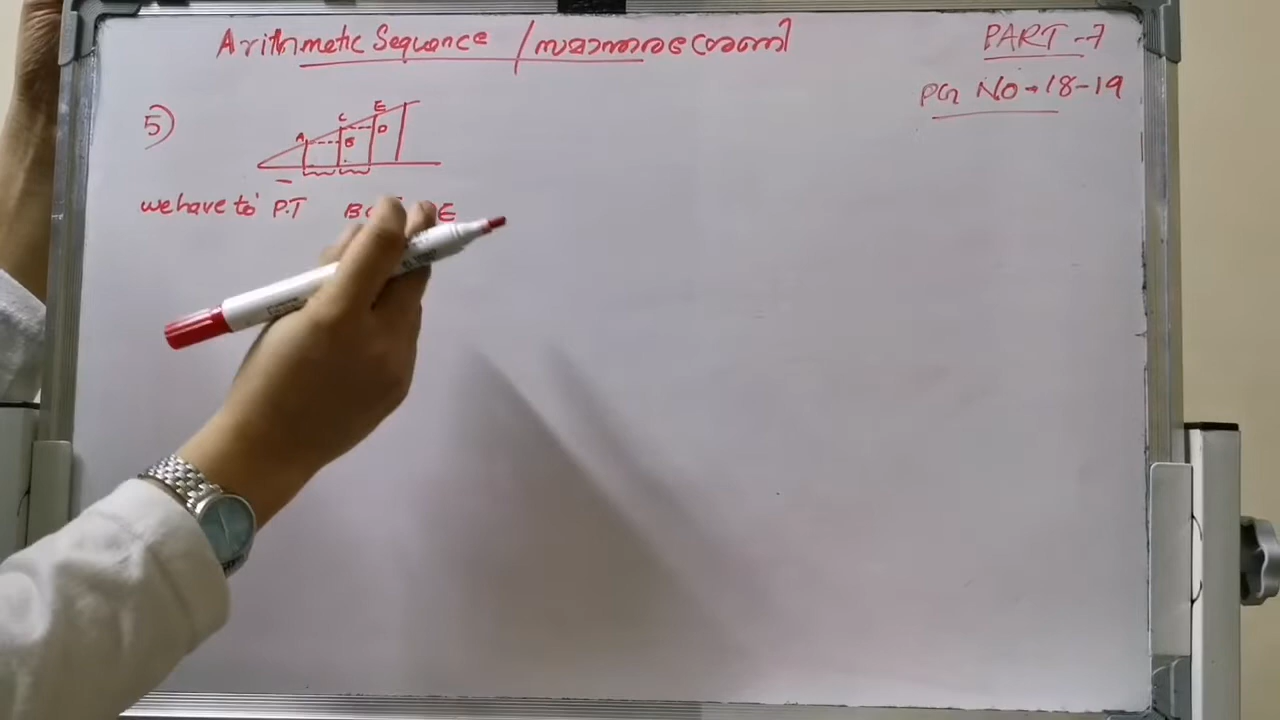 Arithmetic Sequence / സമാന്തരശ്രേണി
PART-7
PG NO → 18-19
5)
A
C
E
B
D
we have to P.T